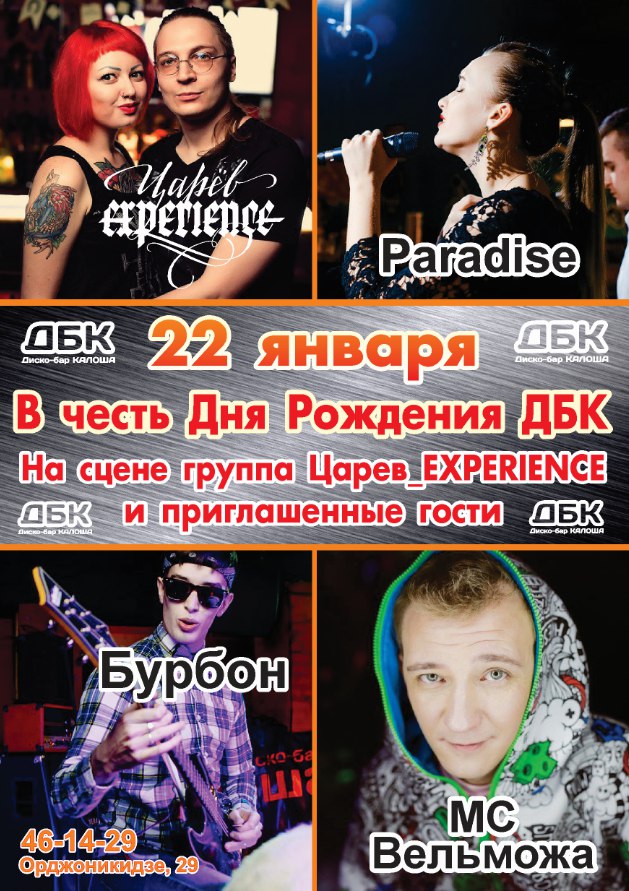 Царев
experience
Paradise
ДБК
Диско-бар КАЛОША
22 января
ДБК
Диско-бар КАЛОША
В честь Дня Рождения ДБК
На сцене группа Царев_EXPERIENCE
ДБК
Диско-бар КАЛОША
и приглашенные гости
ДБК
Диско-бар КАЛОША
Бурбон
46-14-29
Орджоникидзе, 29
МС
Вельможа